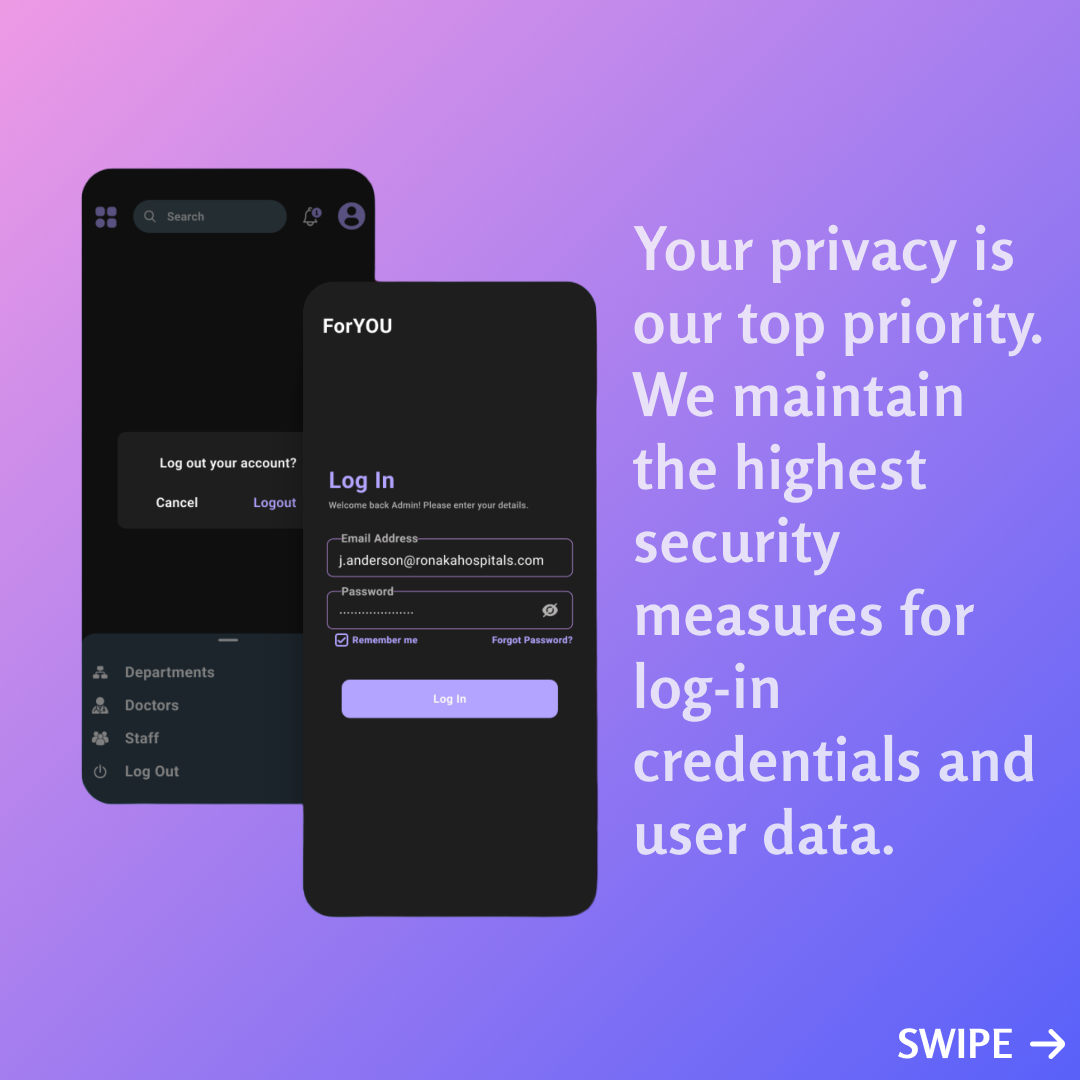 Search
1
Log out your account?
Cancel Logout
Departments
Doctors
Staff
Log Out
ForYOU
Log In
Welcome back Admin! Please enter your details.
Email Address
j.anderson@ronakahospitals.com
Password
....................
Remember me Forgot Password?
Log In
Your privacy is
our top priority.
We maintain
the highest
security
measures for
log-in
credentials and
user data.
SWIPE →